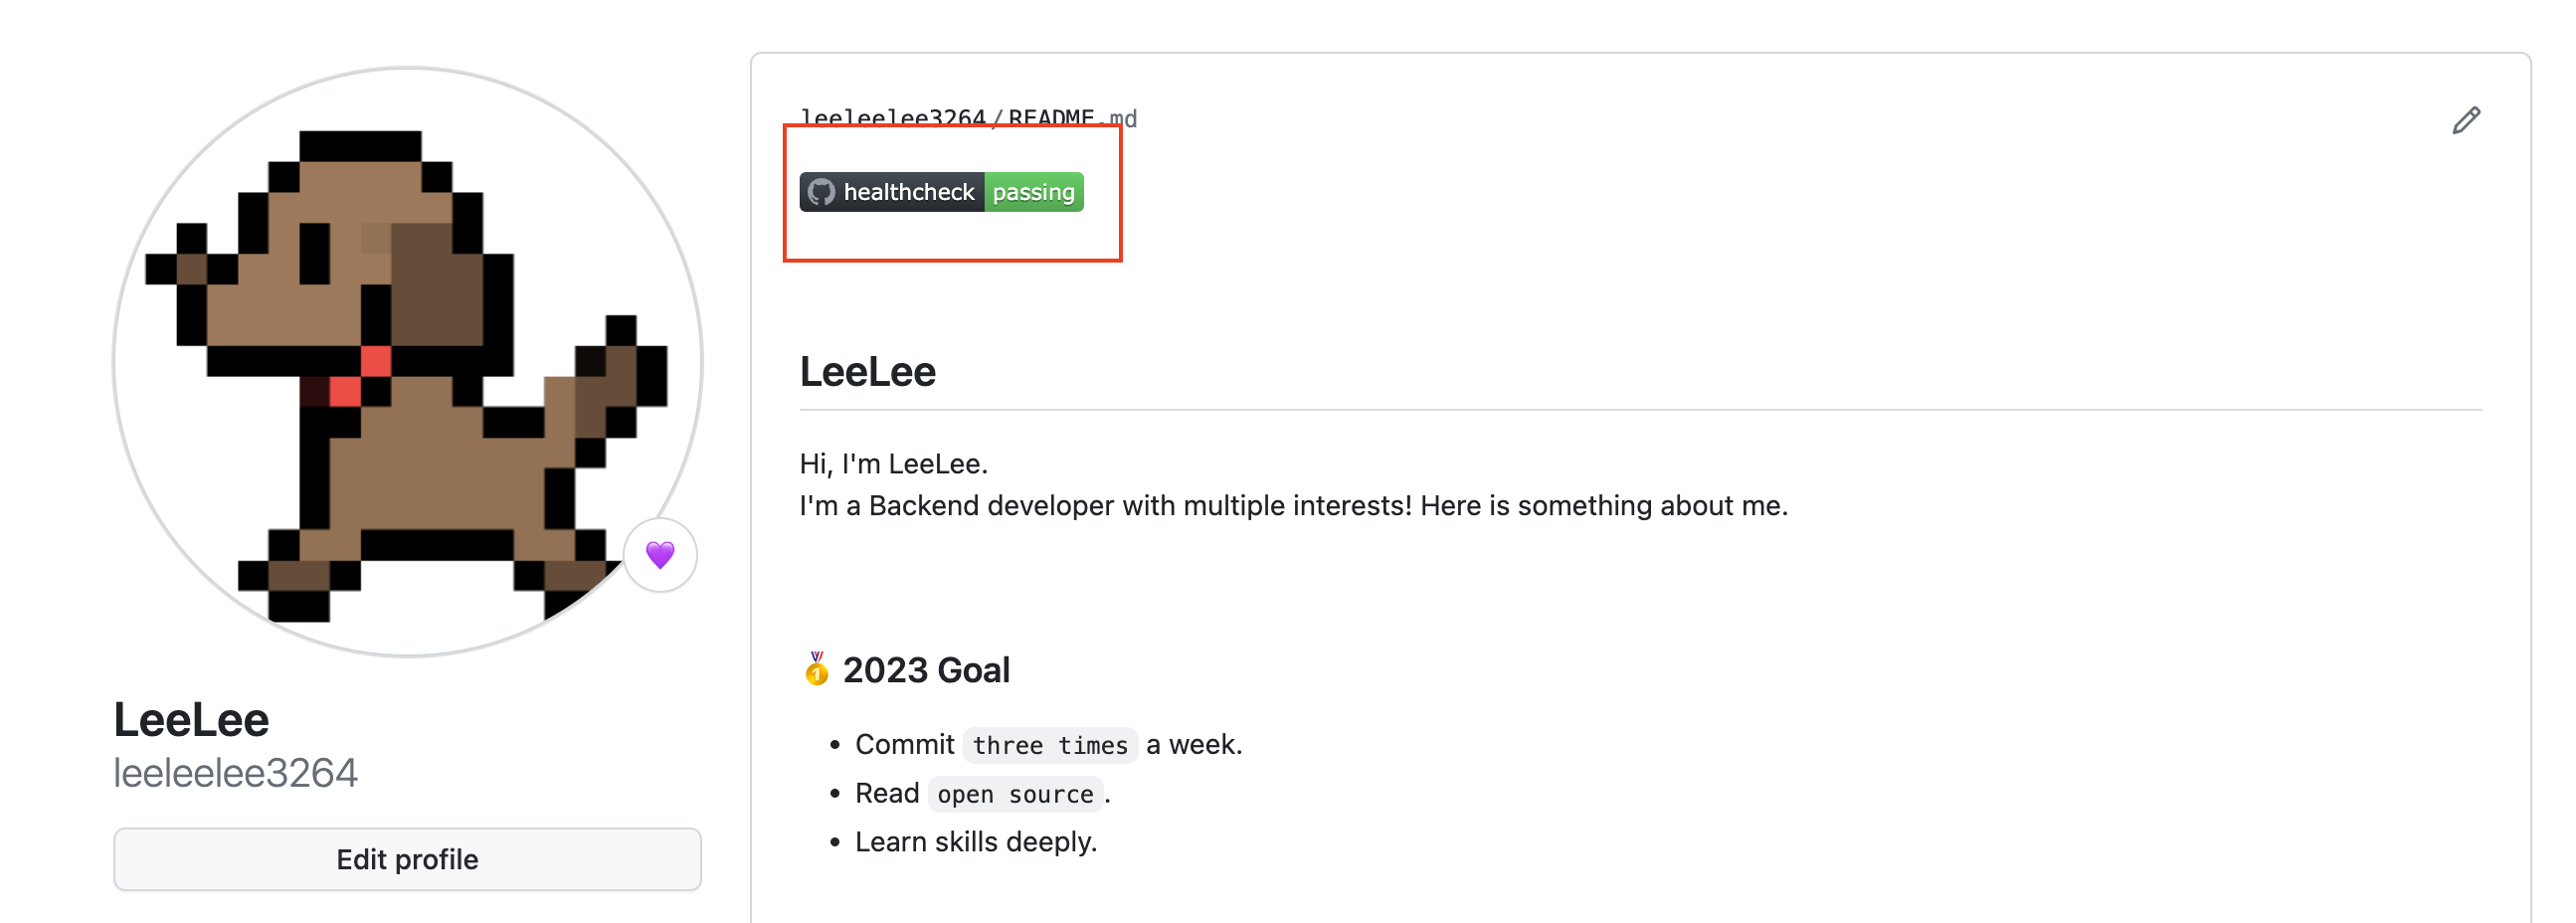 leeleelee3264/README.md
healthcheck passing
LeeLee
Hi, I'm LeeLee.
I'm a Backend developer with multiple interests! Here is something about me.
🥇 2023 Goal
• Commit three times a week.
• Read open source.
• Learn skills deeply.
LeeLee
leeleelee3264
Edit profile